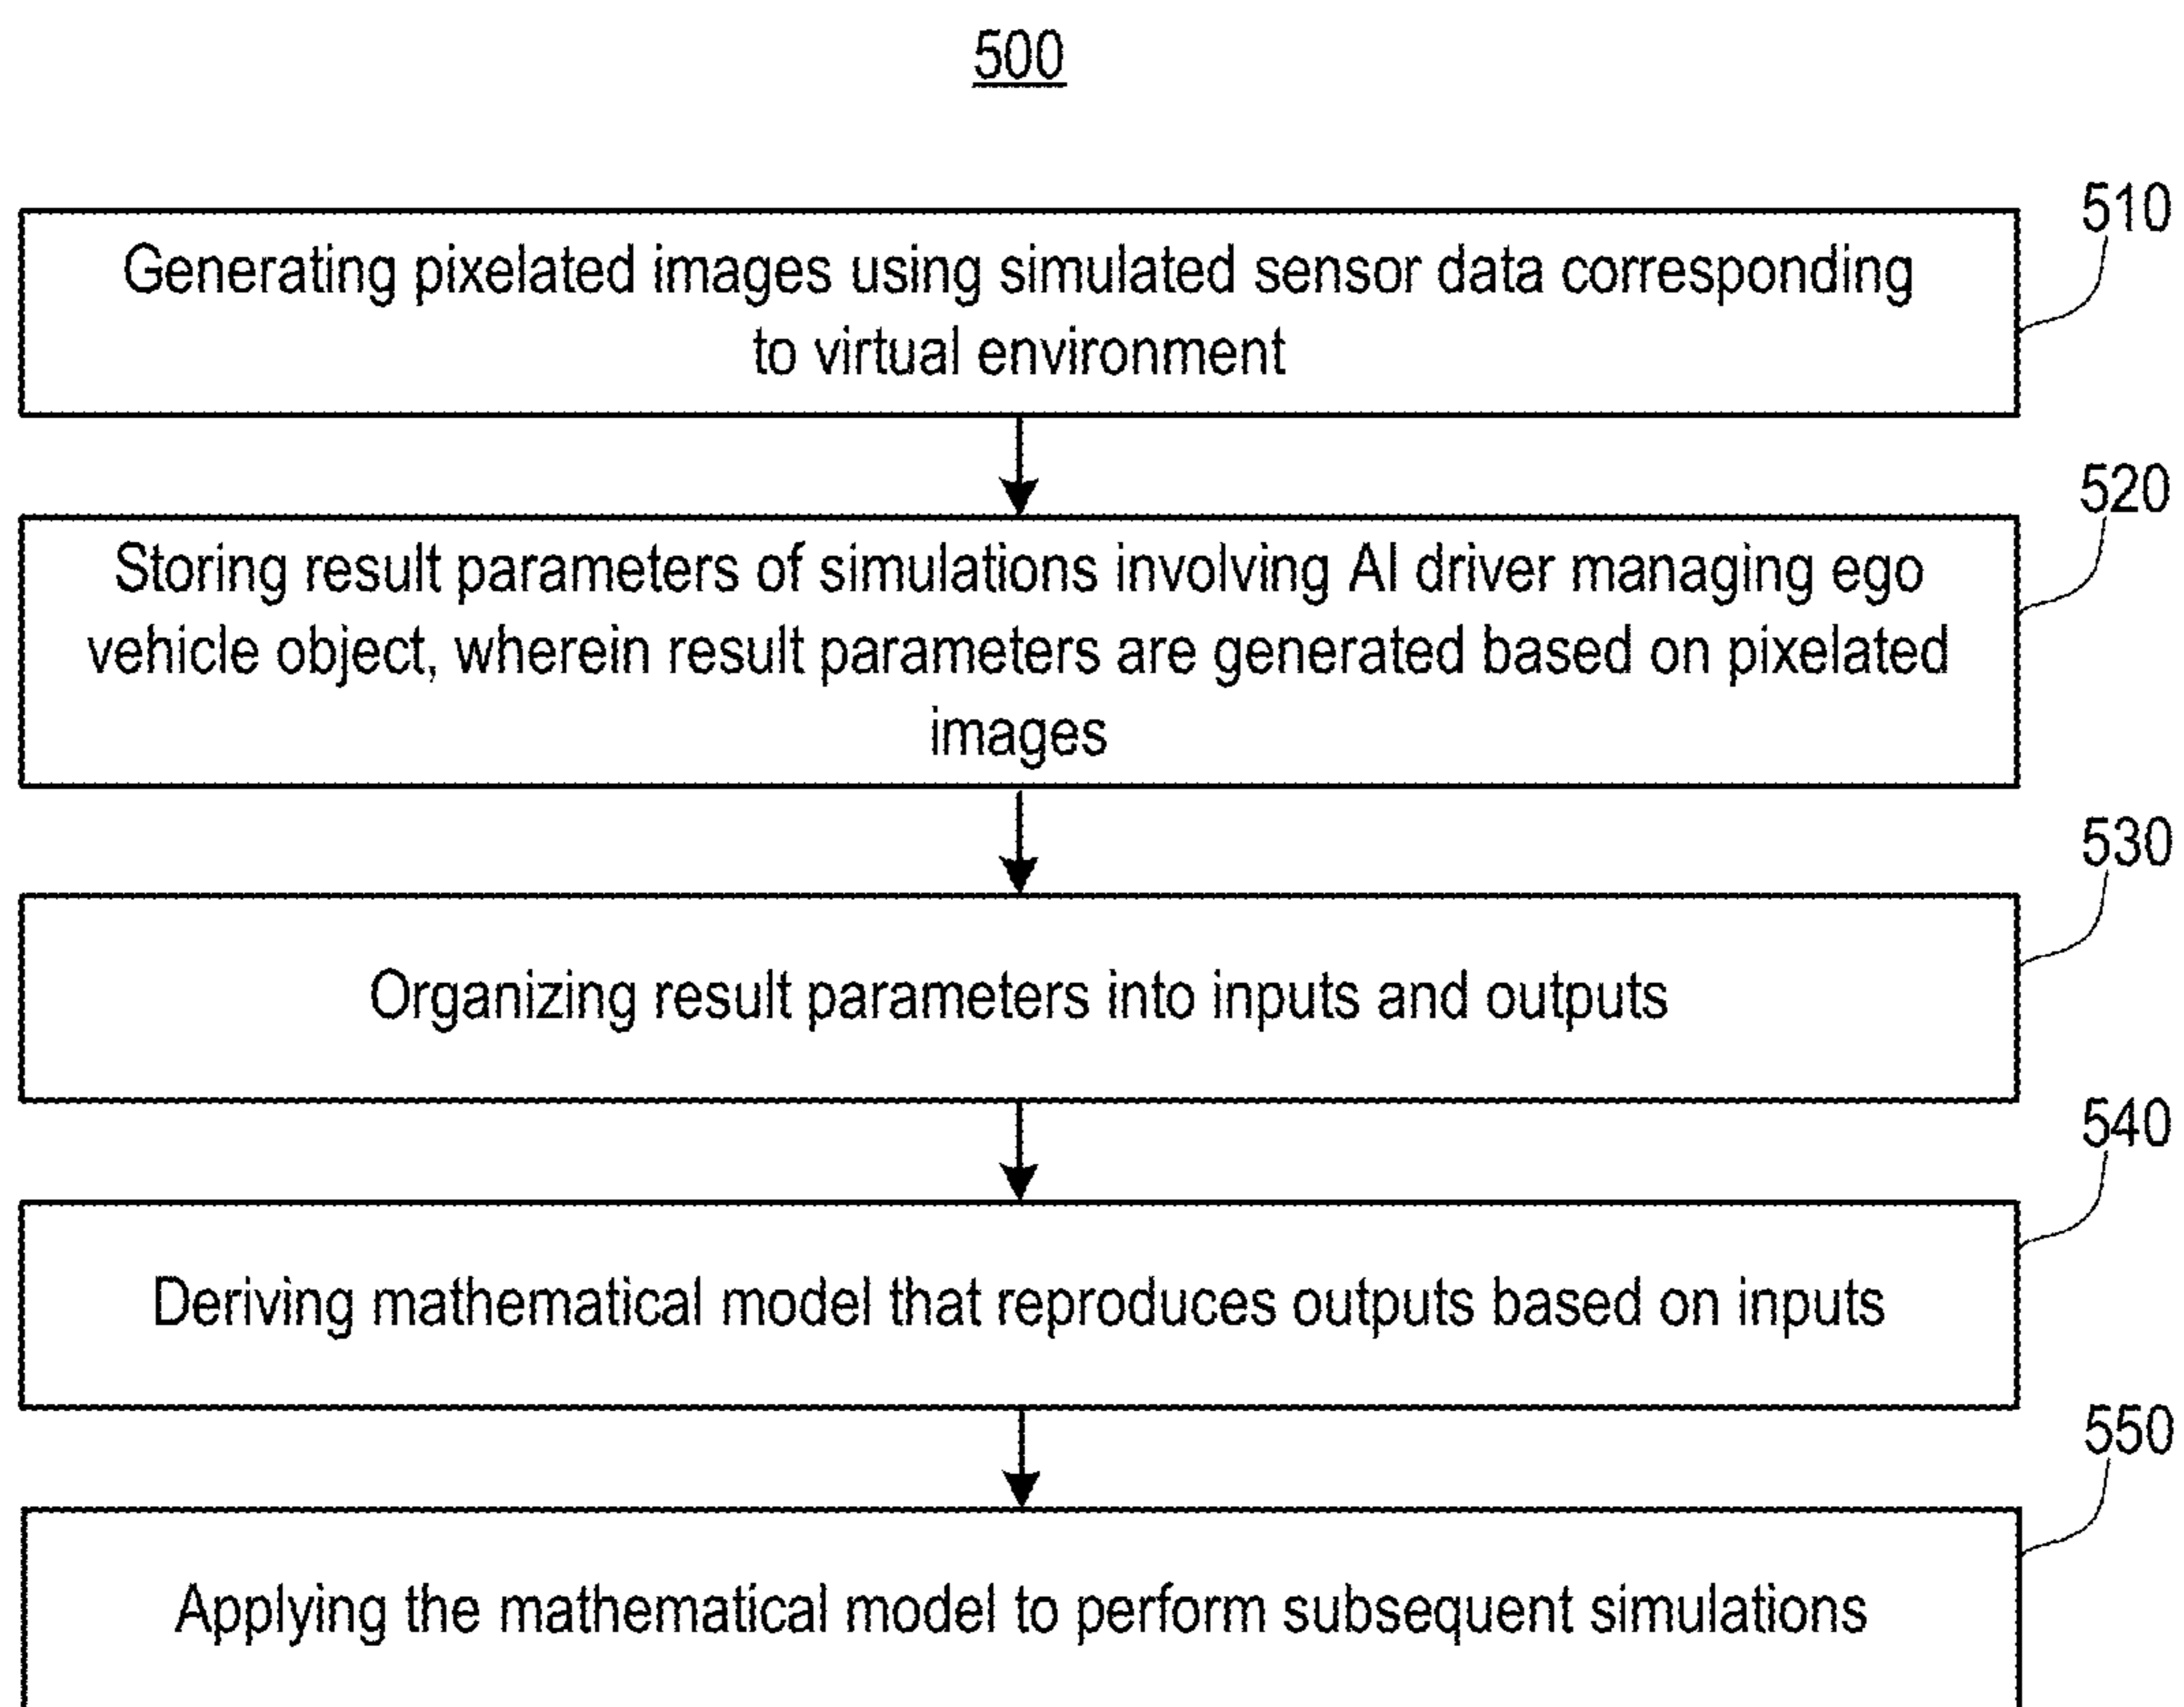 500
510
Generating pixelated images using simulated sensor data corresponding
to virtual environment
520
Storing result parameters of simulations involving AI driver managing ego
vehicle object, wherein result parameters are generated based on pixelated
images
530
Organizing result parameters into inputs and outputs
540
Deriving mathematical model that reproduces outputs based on inputs
550
Applying the mathematical model to perform subsequent simulations